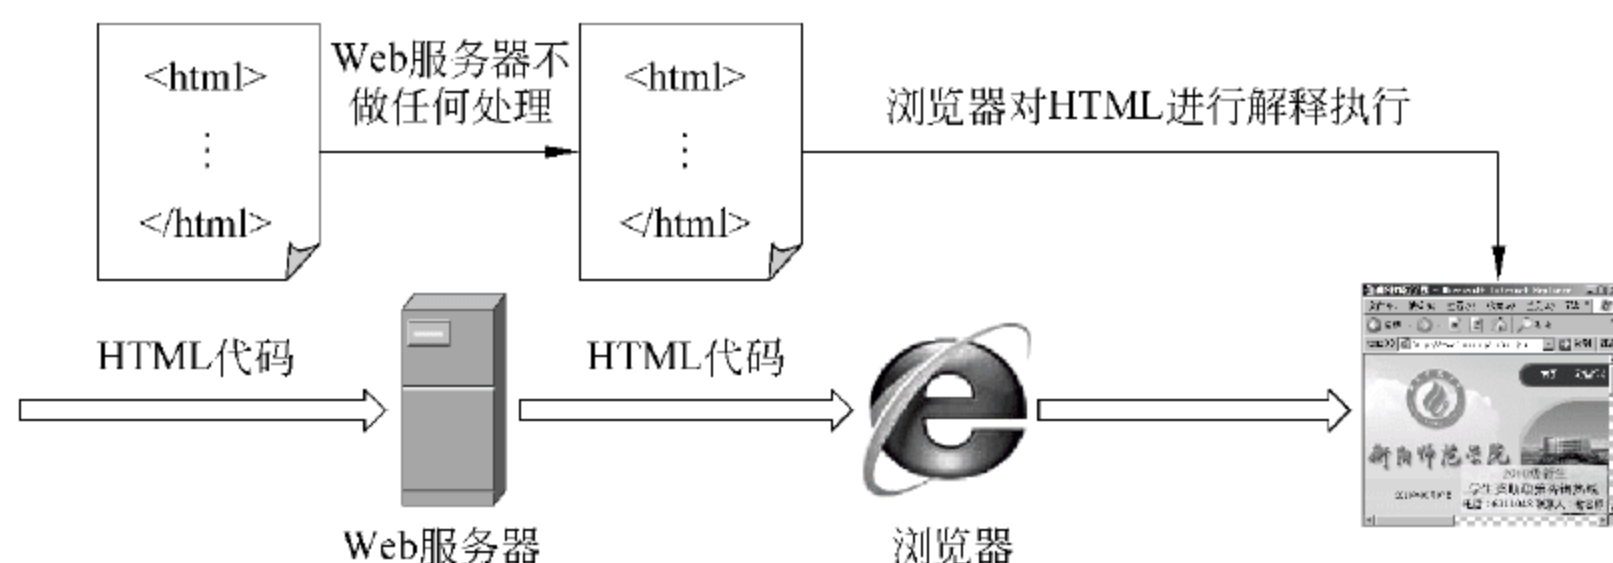 <html>
⋮
</html>
Web服务器不
做任何处理
<html>
⋮
</html>
浏览器对HTML进行解释执行
HTML代码
HTML代码
Web服务器
浏览器
衡阳师范学院